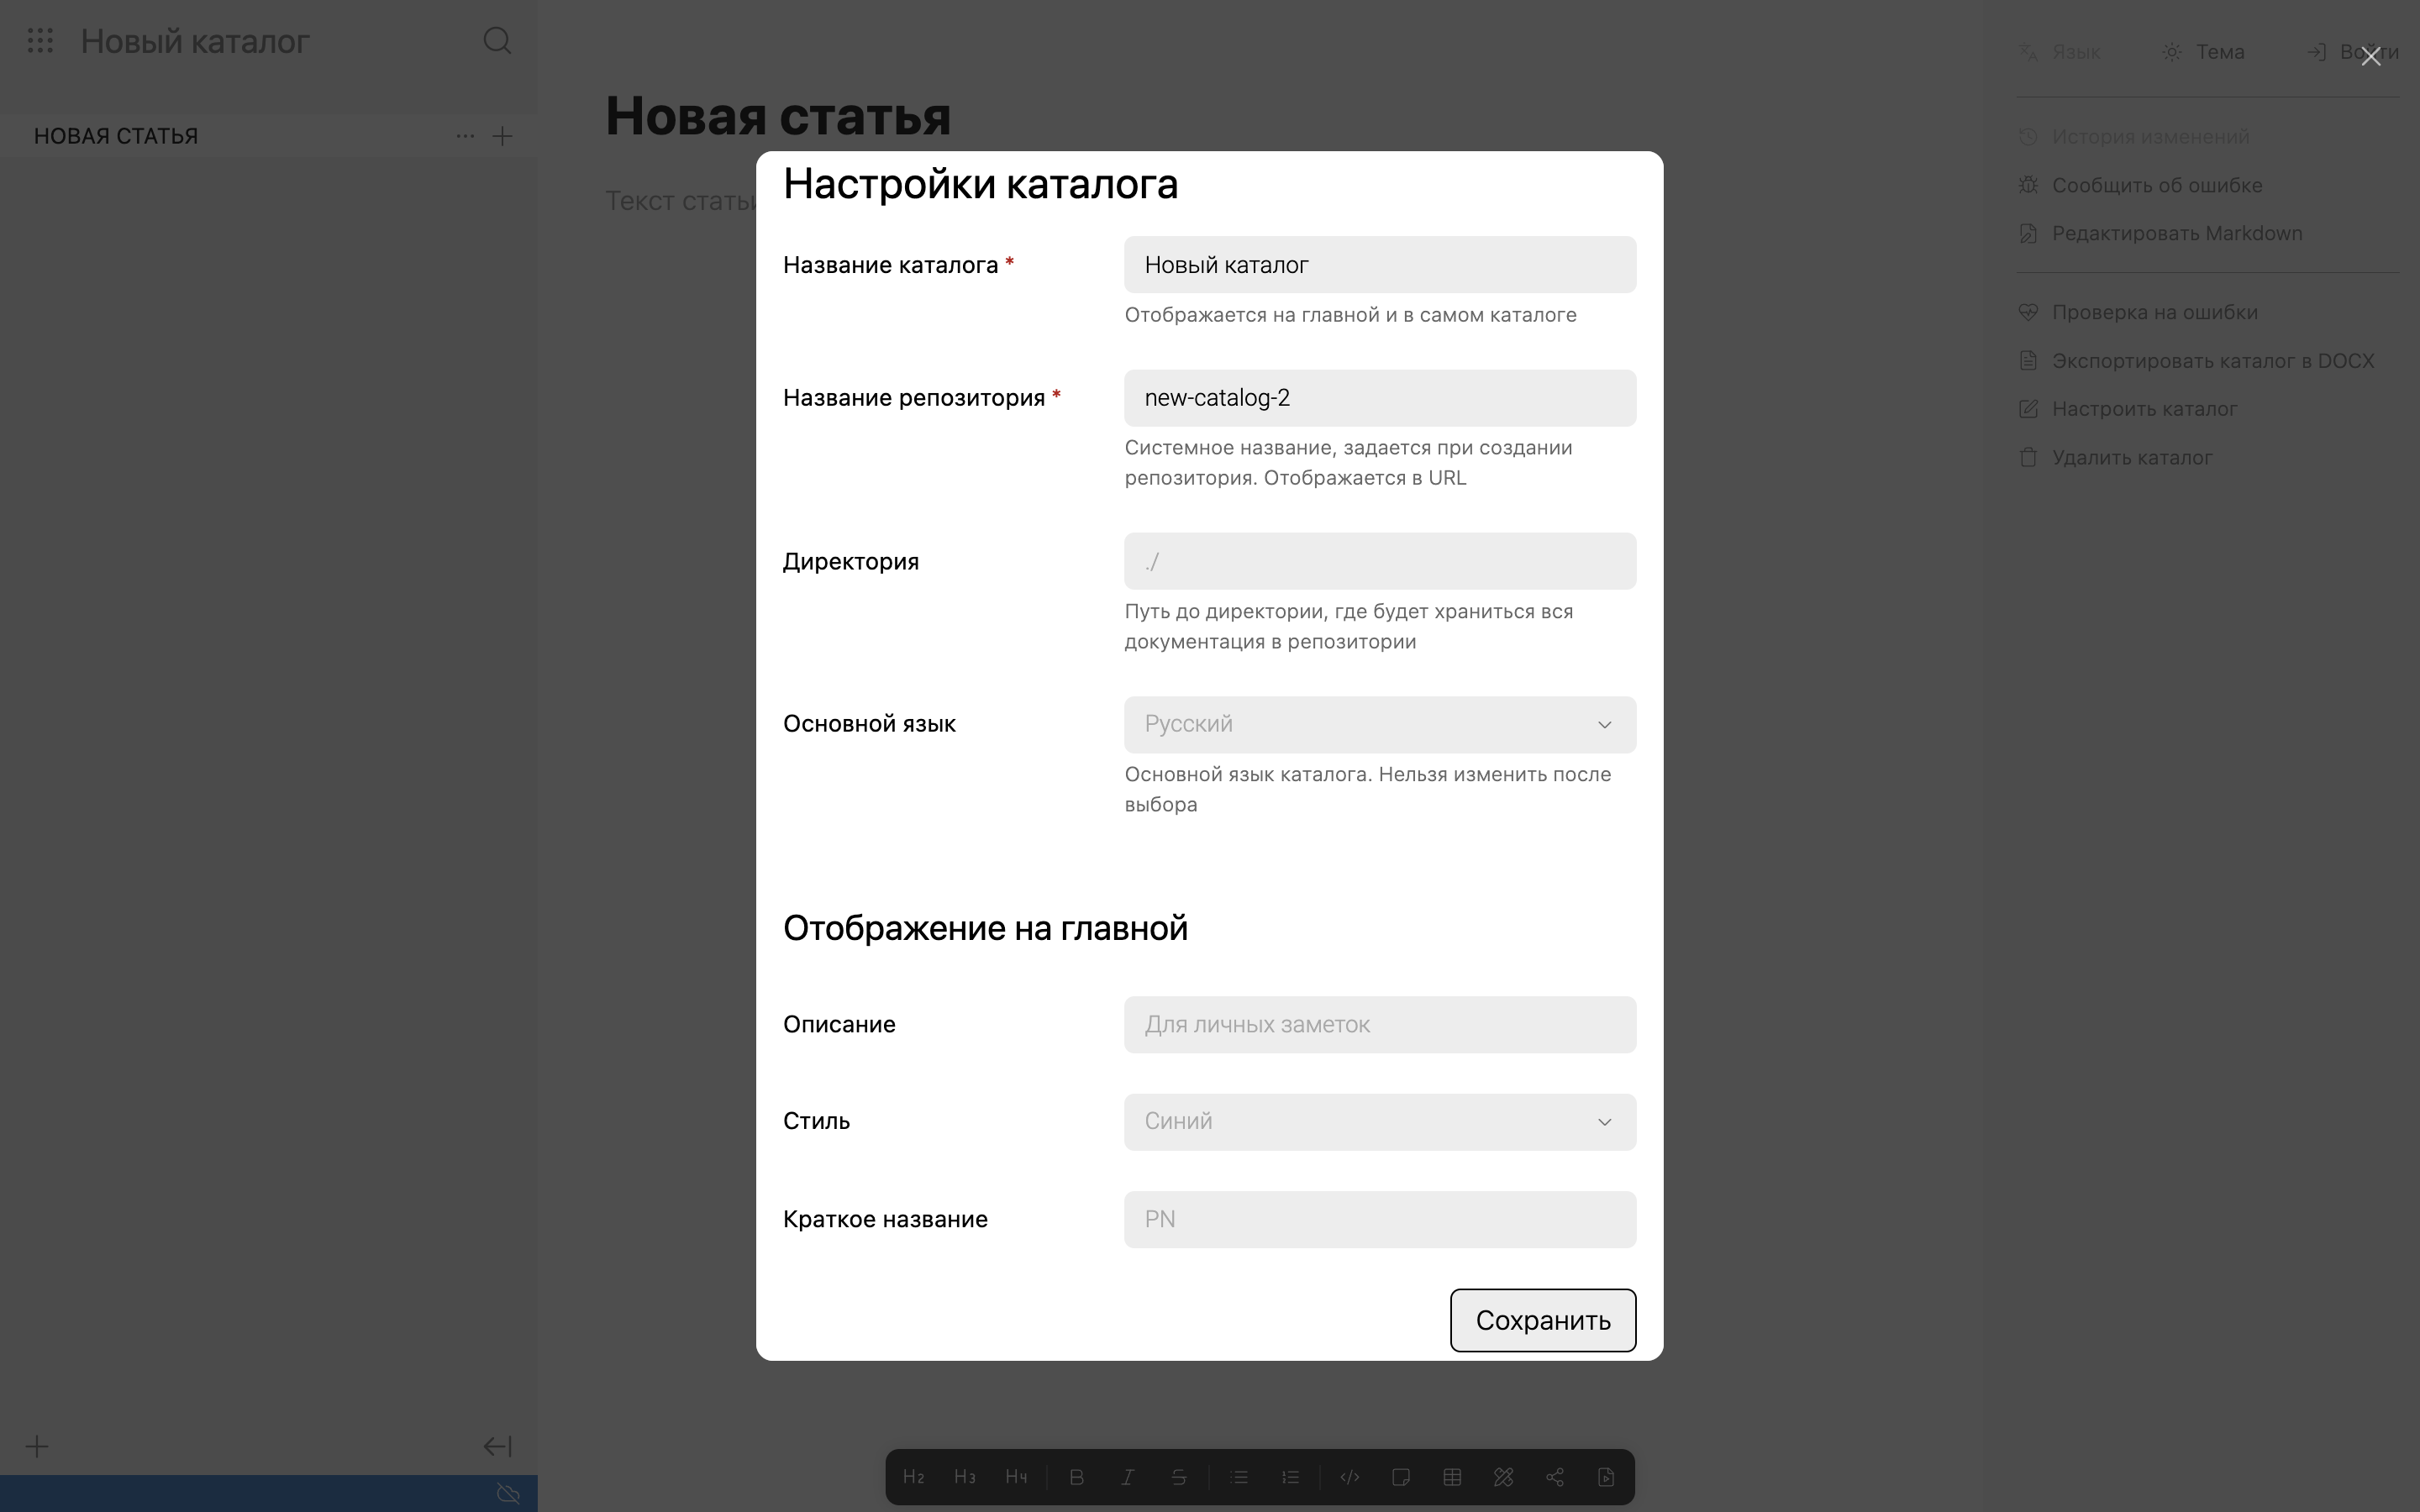 Новый каталог
НОВАЯ СТАТЬЯ
Новая статья
Текст статьи
Язык
Тема
Войти
История изменений
Сообщить об ошибке
Редактировать Markdown
Проверка на ошибки
Экспортировать каталог в DOCX
Настроить каталог
Удалить каталог
Настройки каталога
Название каталога *
Новый каталог
Отображается на главной и в самом каталоге
Название репозитория *
new-catalog-2
Системное название, задается при создании
репозитория. Отображается в URL
Директория
./
Путь до директории, где будет храниться вся
документация в репозитории
Основной язык
Русский
Основной язык каталога. Нельзя изменить после
выбора
Отображение на главной
Описание
Для личных заметок
Стиль
Синий
Краткое название
PN
Сохранить
H2 H3 H4 B I S